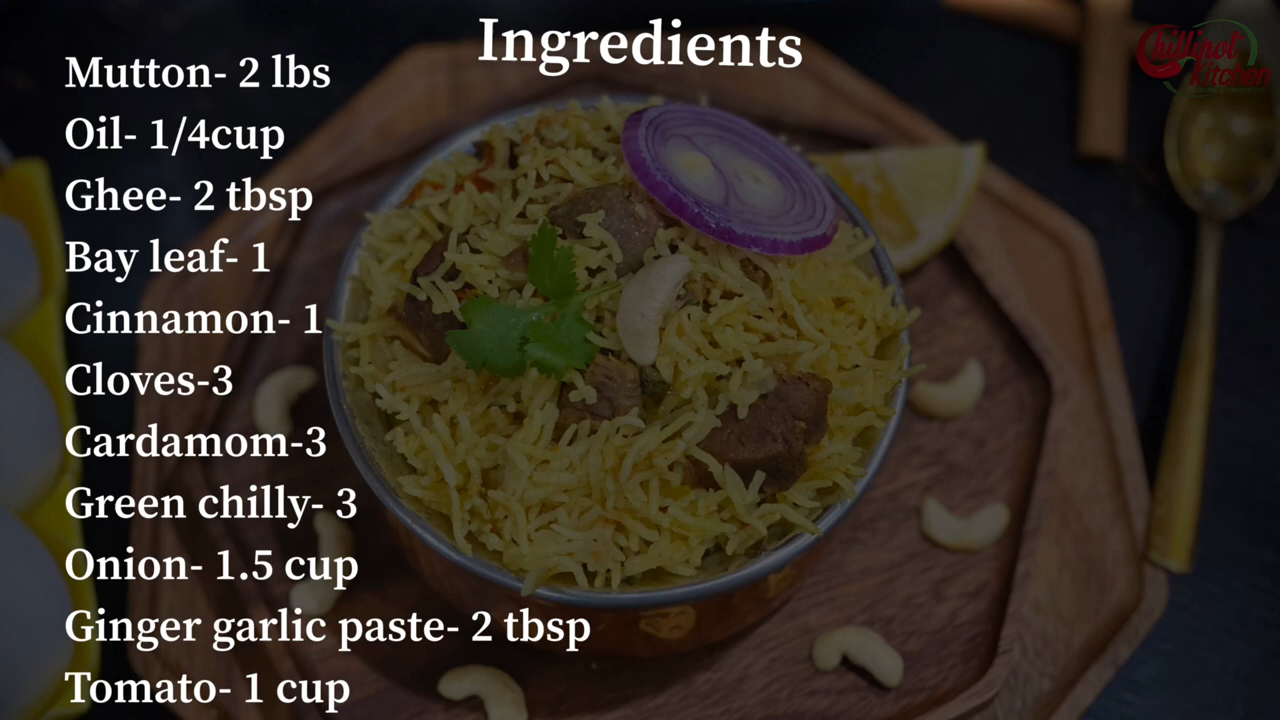 Ingredients
Chillipot
Kitchen
Mutton- 2 lbs
Oil- 1/4cup
Ghee- 2 tbsp
Bay leaf- 1
Cinnamon- 1
Cloves-3
Cardamom-3
Green chilly- 3
Onion- 1.5 cup
Ginger garlic paste- 2 tbsp
Tomato- 1 cup